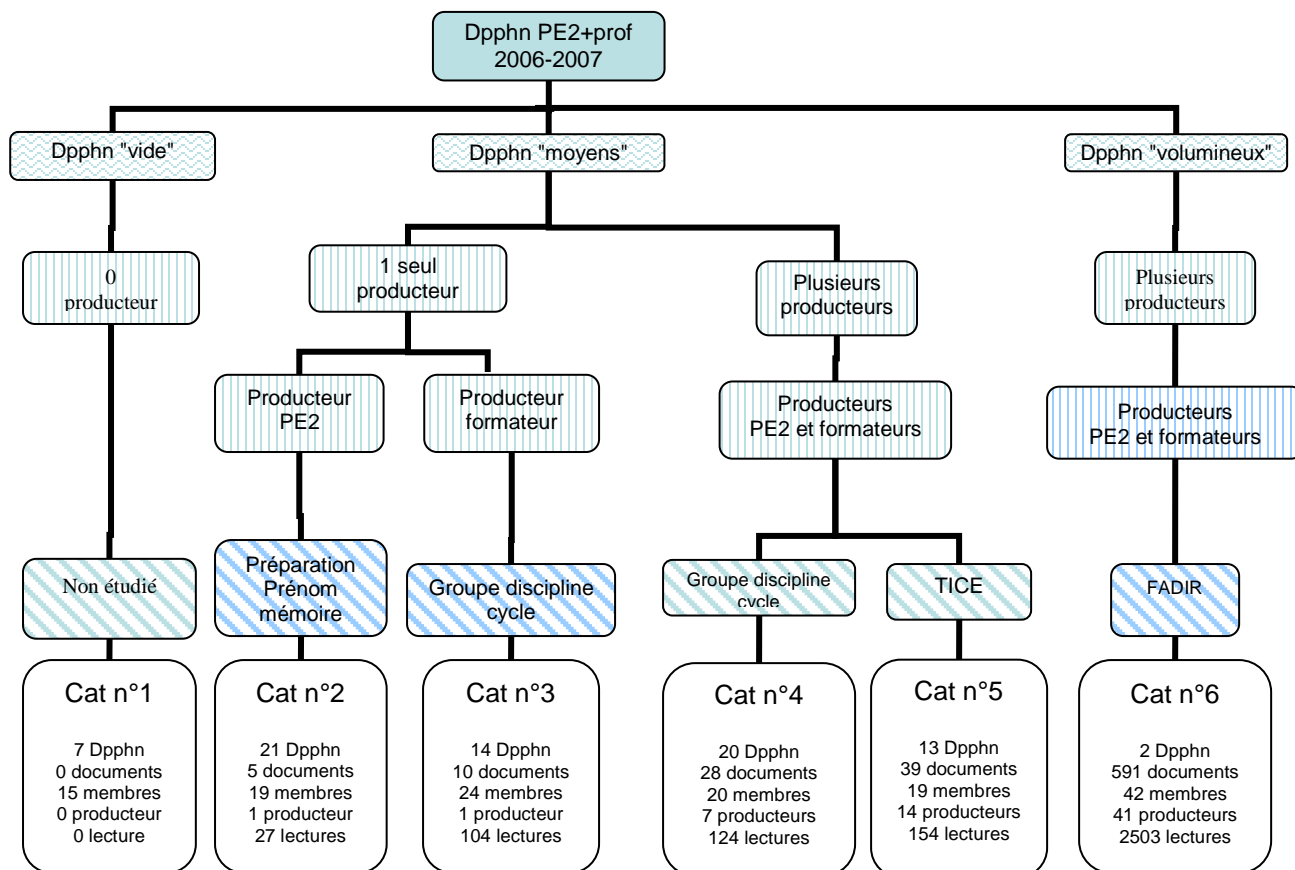 Dpphn PE2+prof
2006-2007
Dpphn "vide"
Dpphn "moyens"
Dpphn "volumineux"
0
producteur
1 seul
producteur
Plusieurs
producteurs
Plusieurs
producteurs
Producteur
PE2
Producteur
formateur
Producteurs
PE2 et formateurs
Producteurs
PE2 et formateurs
Non étudié
Préparation
Prénom
mémoire
Groupe discipline
cycle
Groupe discipline
cycle
TICE
FADIR
Cat n°1
7 Dpphn
0 documents
15 membres
0 producteur
0 lecture
Cat n°2
21 Dpphn
5 documents
19 membres
1 producteur
27 lectures
Cat n°3
14 Dpphn
10 documents
24 membres
1 producteur
104 lectures
Cat n°4
20 Dpphn
28 documents
20 membres
7 producteurs
124 lectures
Cat n°5
13 Dpphn
39 documents
19 membres
14 producteurs
154 lectures
Cat n°6
2 Dpphn
591 documents
42 membres
41 producteurs
2503 lectures